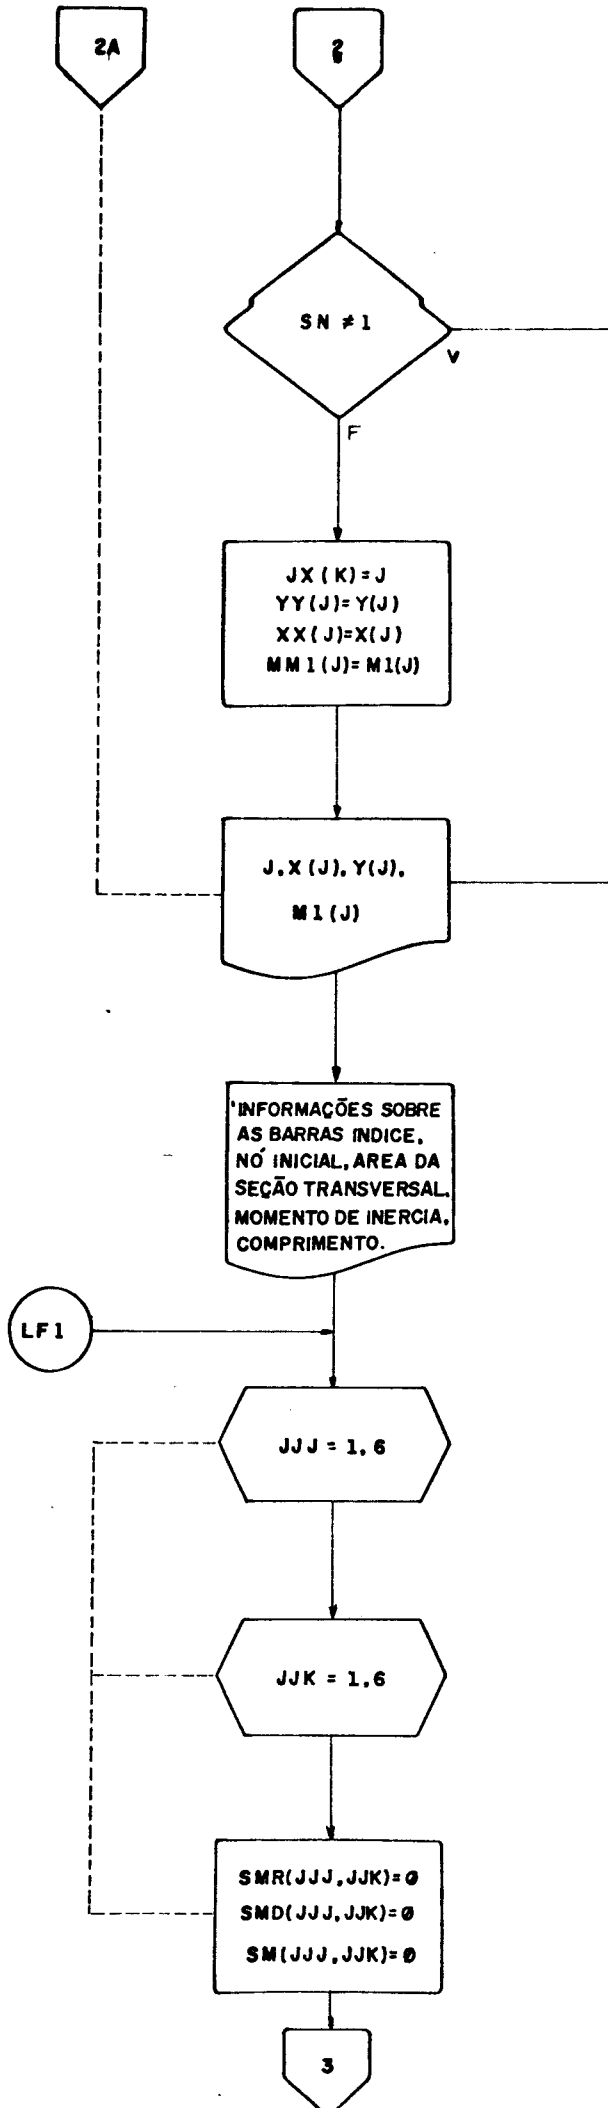 2A
2
SN ≠ 1
V
F
JX(K)=J
YY(J)=Y(J)
XX(J)=X(J)
MM1(J)=M1(J)
J,X(J),Y(J),
M1(J)
'INFORMAÇÕES SOBRE
AS BARRAS INDICE,
NÓ INICIAL, AREA DA
SEÇÃO TRANSVERSAL,
MOMENTO DE INERCIA,
COMPRIMENTO.
LF1
JJJ = 1,6
JJK = 1,6
SMR(JJJ,JJK)=0
SMD(JJJ,JJK)=0
SM(JJJ,JJK)=0
3